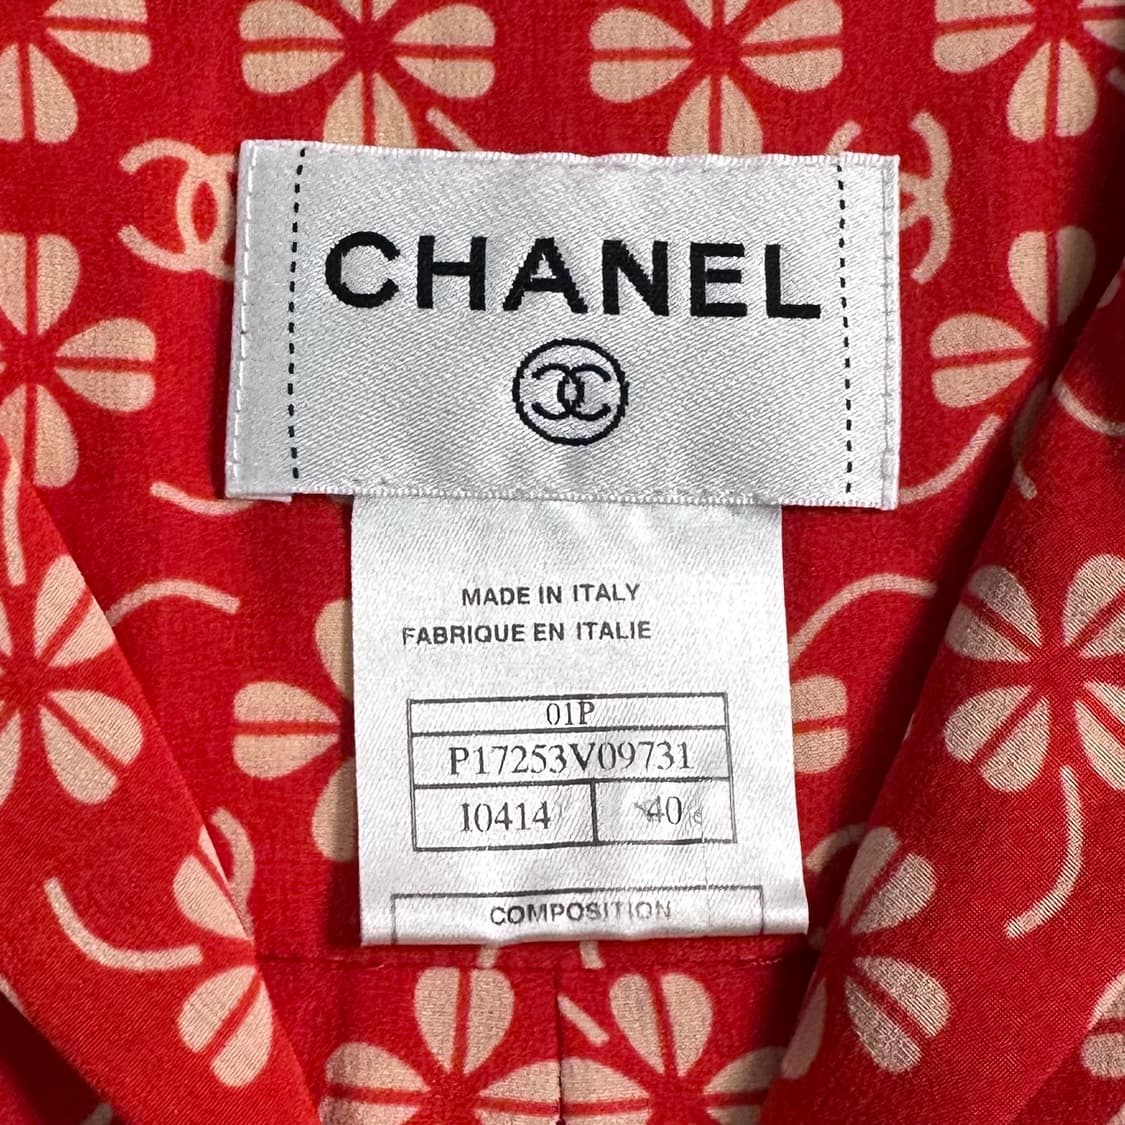 CHANEL
MADE IN ITALY
FABRIQUE EN ITALIE
01P
P17253V09731
I0414 40
COMPOSITION